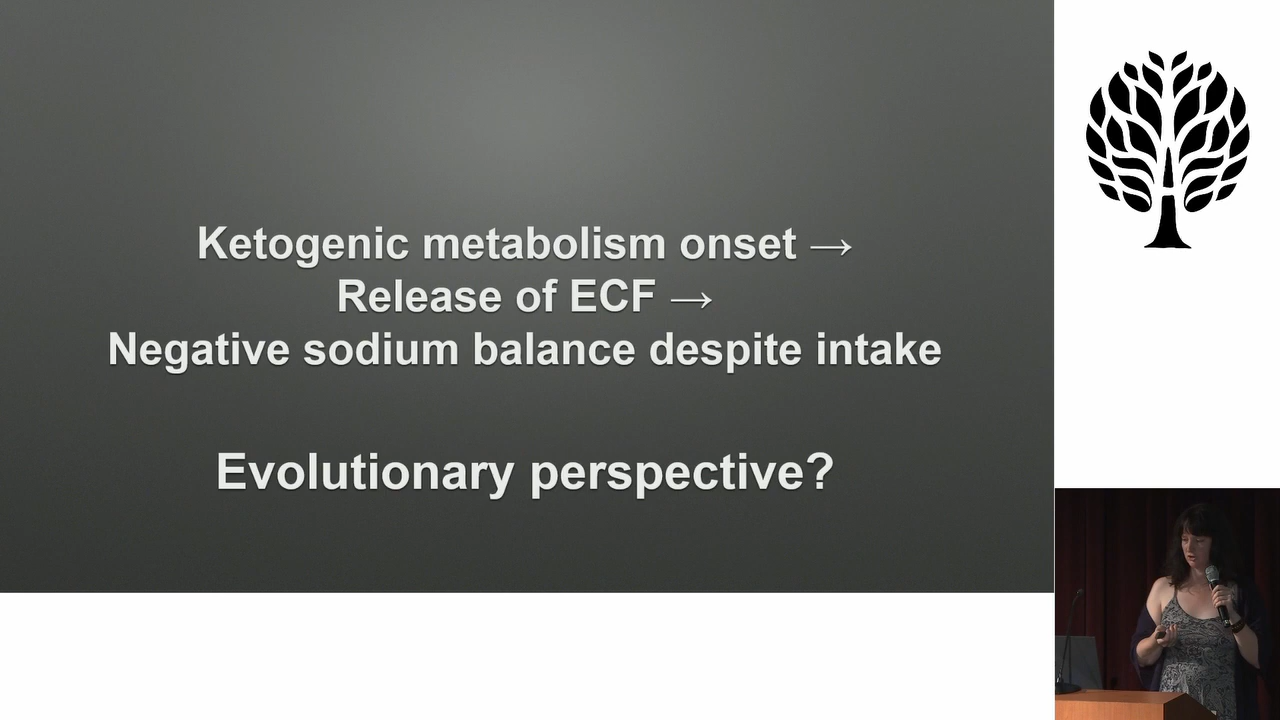 Ketogenic metabolism onset →
Release of ECF →
Negative sodium balance despite intake
Evolutionary perspective?